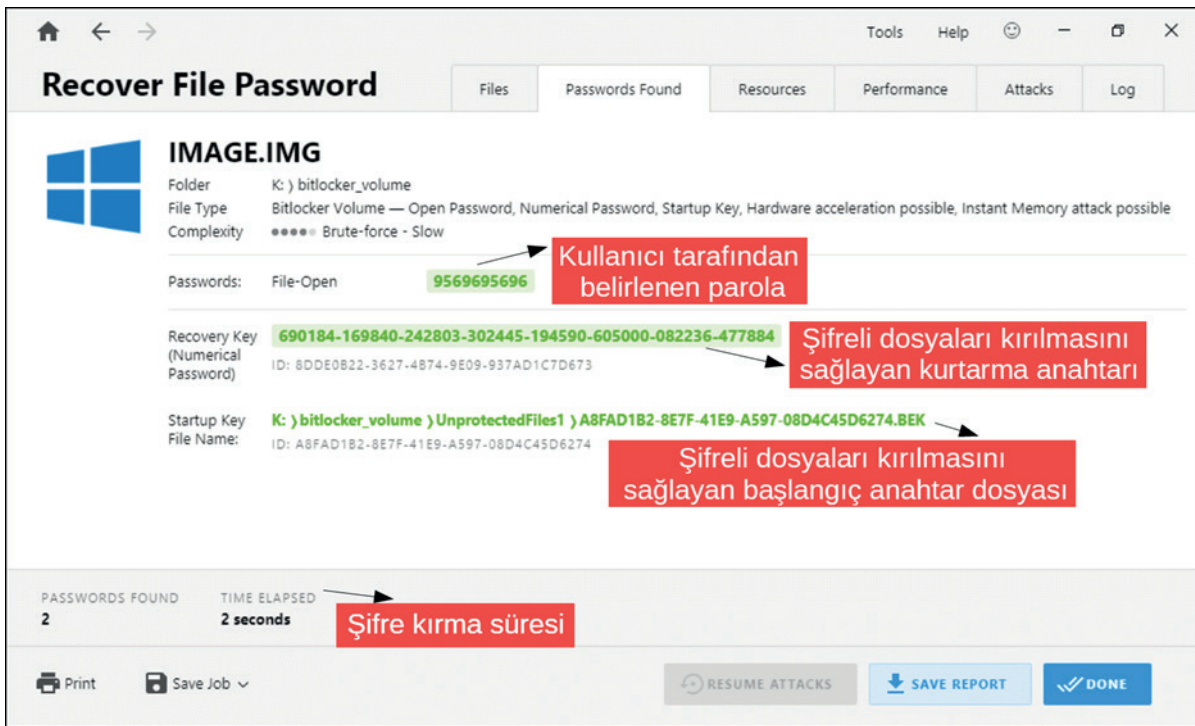 Tools Help
Recover File Password
Files Passwords Found Resources Performance Attacks Log
IMAGE.IMG
Folder K: ⟩ bitlocker_volume
File Type Bitlocker Volume — Open Password, Numerical Password, Startup Key, Hardware acceleration possible, Instant Memory attack possible
Complexity Brute-force - Slow
Kullanıcı tarafından
belirlenen parola
Passwords: File-Open 9569695696
Recovery Key
(Numerical
Password)
690184-169840-242803-302445-194590-605000-082236-477884
ID: 8DDE0B22-3627-4B74-9E09-937AD1C7D673
Şifreli dosyaları kırılmasını
sağlayan kurtarma anahtarı
Startup Key
File Name:
K: ⟩ bitlocker_volume ⟩ UnprotectedFiles1 ⟩ A8FAD1B2-8E7F-41E9-A597-08D4C45D6274.BEK
ID: A8FAD1B2-8E7F-41E9-A597-08D4C45D6274
Şifreli dosyaları kırılmasını
sağlayan başlangıç anahtar dosyası
PASSWORDS FOUND TIME ELAPSED
2 2 seconds
Şifre kırma süresi
Print Save Job RESUME ATTACKS SAVE REPORT DONE